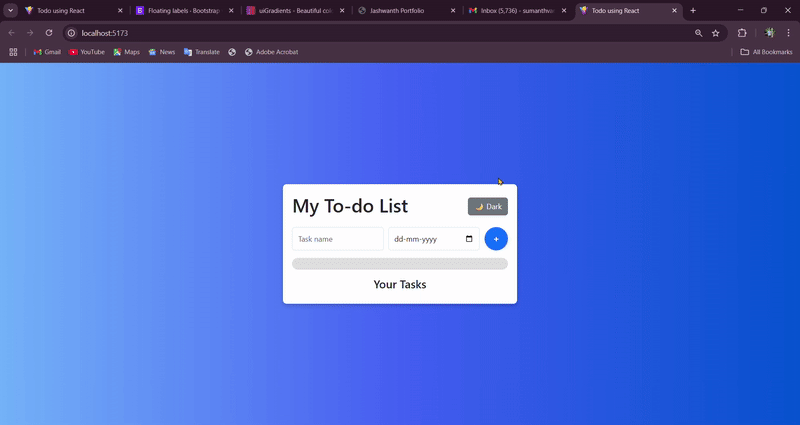 Todo using React
Floating labels · Bootstrap
uiGradients - Beautiful col
Jashwanth Portfolio
Inbox (5,736) - sumanthva
Todo using React
localhost:5173
Gmail
YouTube
Maps
News
Translate
Adobe Acrobat
All Bookmarks
My To-do List
🌙 Dark
Task name
dd-mm-yyyy
+
Your Tasks